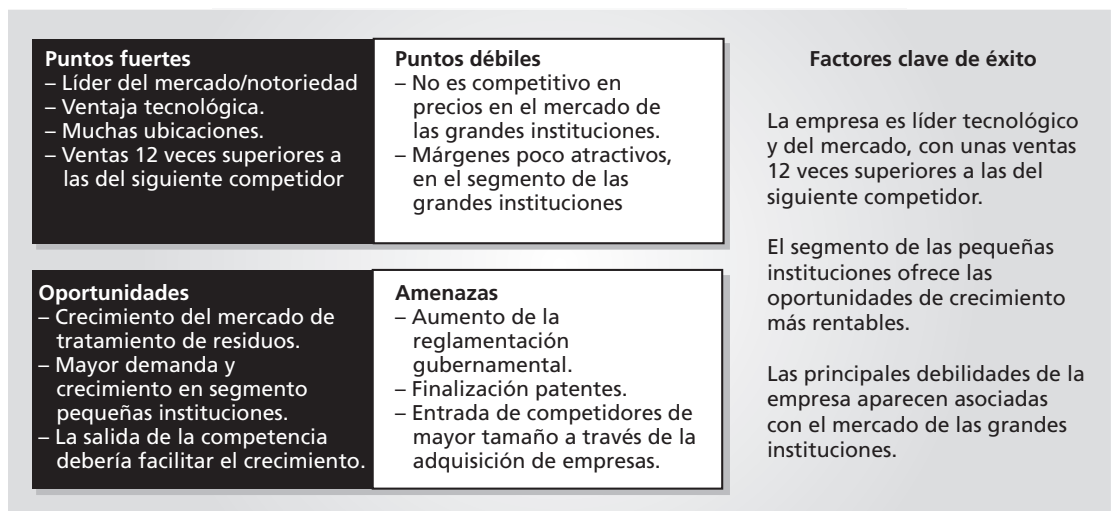 Puntos fuertes
– Líder del mercado/notoriedad
– Ventaja tecnológica.
– Muchas ubicaciones.
– Ventas 12 veces superiores a
las del siguiente competidor
Puntos débiles
– No es competitivo en
precios en el mercado de
las grandes instituciones.
– Márgenes poco atractivos,
en el segmento de las
grandes instituciones
Oportunidades
– Crecimiento del mercado de
tratamiento de residuos.
– Mayor demanda y
crecimiento en segmento
pequeñas instituciones.
– La salida de la competencia
debería facilitar el crecimiento.
Amenazas
– Aumento de la
reglamentación
gubernamental.
– Finalización patentes.
– Entrada de competidores de
mayor tamaño a través de la
adquisición de empresas.
Factores clave de éxito
La empresa es líder tecnológico
y del mercado, con unas ventas
12 veces superiores a las del
siguiente competidor.
El segmento de las pequeñas
instituciones ofrece las
oportunidades de crecimiento
más rentables.
Las principales debilidades de la
empresa aparecen asociadas
con el mercado de las grandes
instituciones.